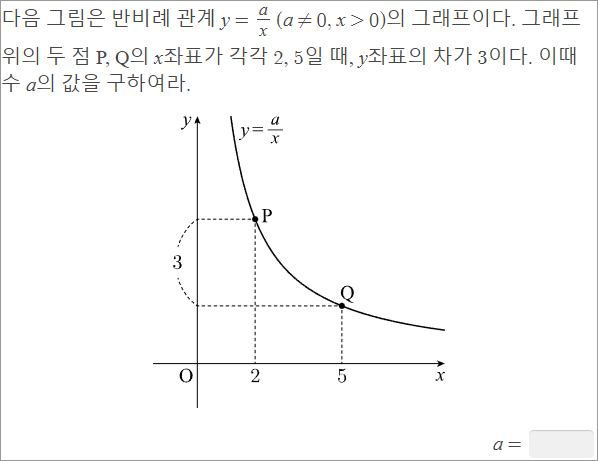 다음 그림은 반비례 관계 y = a/x (a ≠ 0, x > 0)의 그래프이다. 그래프
위의 두 점 P, Q의 x좌표가 각각 2, 5일 때, y좌표의 차가 3이다. 이때
수 a의 값을 구하여라.
y
y = a/x
P
3
Q
O 2 5 x
a =